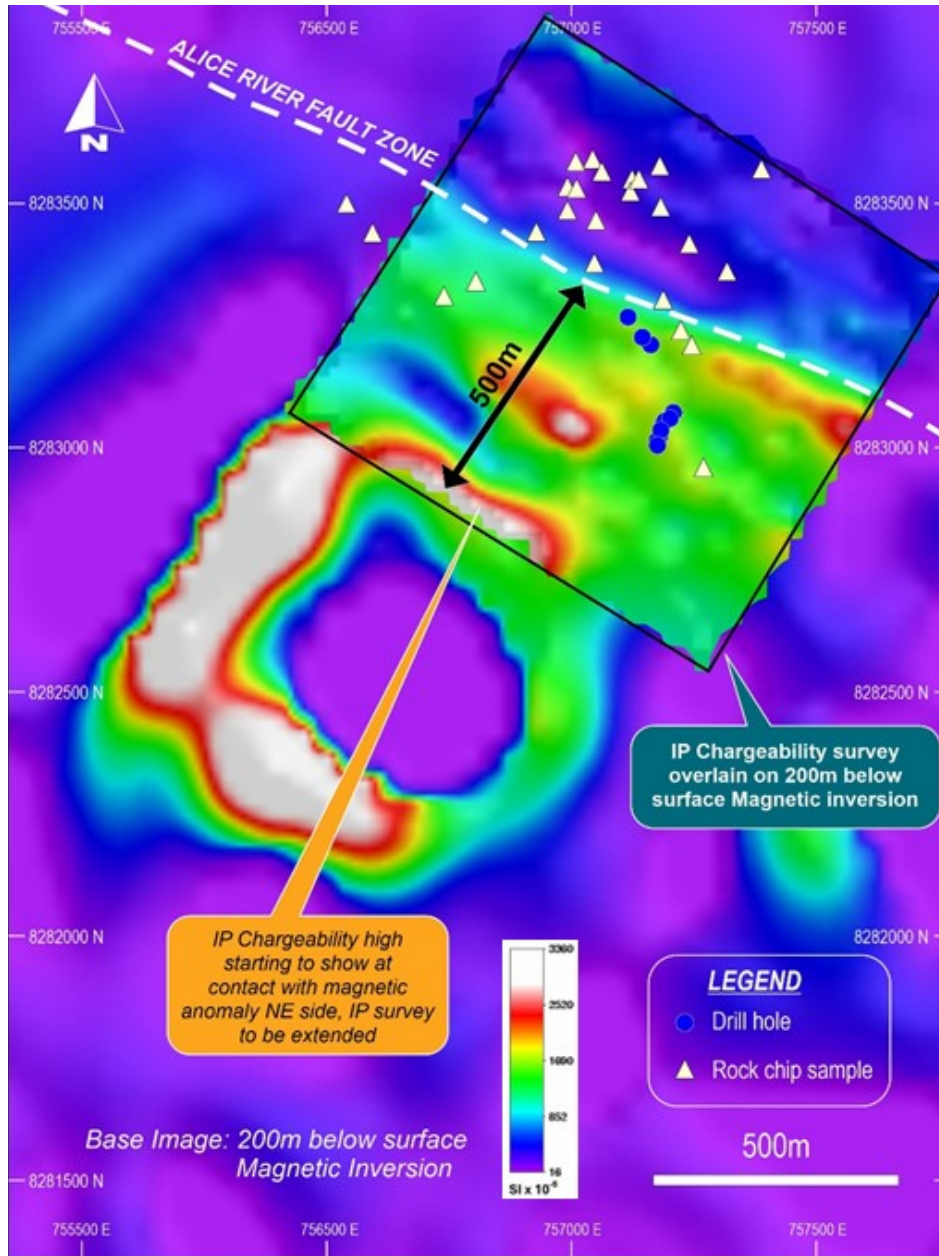 755500 E
756500 E
757000 E
757500 E
ALICE RIVER FAULT ZONE
N
8283500 N
8283500 N
500m
8283000 N
8283000 N
8282500 N
8282500 N
IP Chargeability survey
overlain on 200m below
surface Magnetic inversion
8282000 N
8282000 N
IP Chargeability high
starting to show at
contact with magnetic
anomaly NE side, IP survey
to be extended
3360
2520
1690
852
16
SI x 10⁻⁶
LEGEND
Drill hole
Rock chip sample
Base Image: 200m below surface
Magnetic Inversion
500m
8281500 N
8281500 N
755500 E
756500 E
757000 E
757500 E